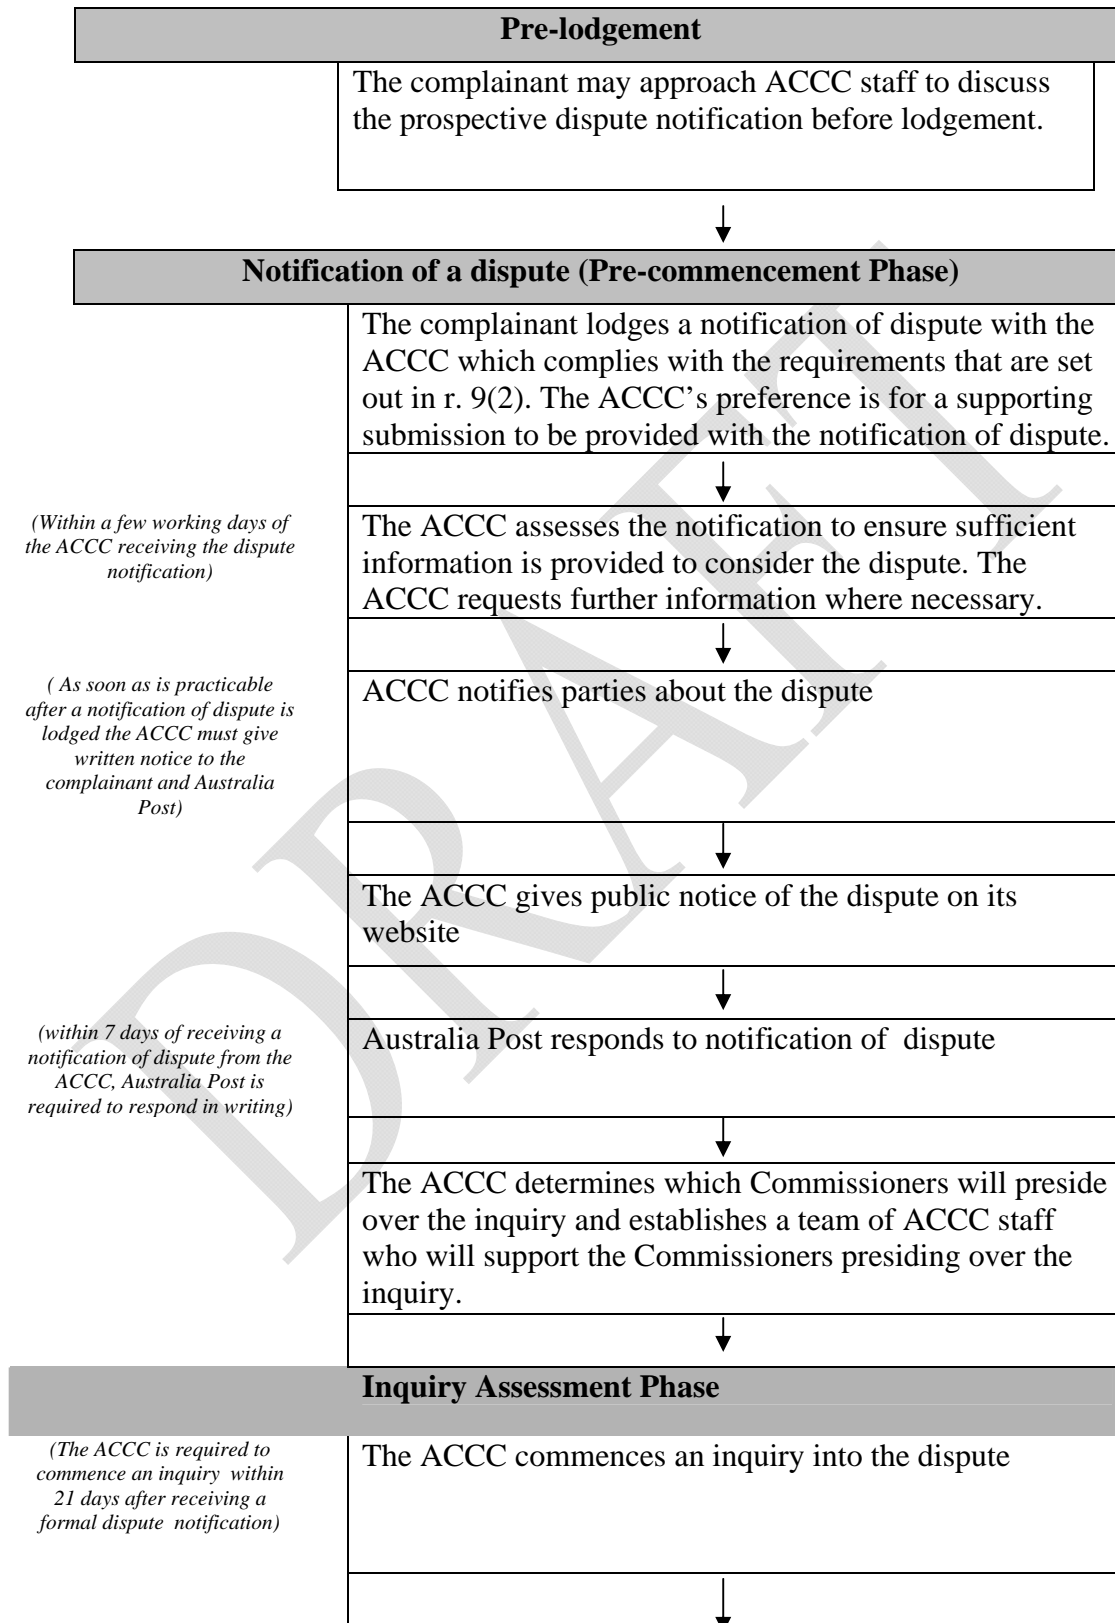 Pre-lodgement
The complainant may approach ACCC staff to discuss
the prospective dispute notification before lodgement.
Notification of a dispute (Pre-commencement Phase)
The complainant lodges a notification of dispute with the
ACCC which complies with the requirements that are set
out in r. 9(2). The ACCC’s preference is for a supporting
submission to be provided with the notification of dispute.
(Within a few working days of
the ACCC receiving the dispute
notification)
The ACCC assesses the notification to ensure sufficient
information is provided to consider the dispute. The
ACCC requests further information where necessary.
( As soon as is practicable
after a notification of dispute is
lodged the ACCC must give
written notice to the
complainant and Australia
Post)
ACCC notifies parties about the dispute
The ACCC gives public notice of the dispute on its
website
(within 7 days of receiving a
notification of dispute from the
ACCC, Australia Post is
required to respond in writing)
Australia Post responds to notification of  dispute
The ACCC determines which Commissioners will preside
over the inquiry and establishes a team of ACCC staff
who will support the Commissioners presiding over the
inquiry.
Inquiry Assessment Phase
(The ACCC is required to
commence an inquiry  within
21 days after receiving a
formal dispute  notification)
The ACCC commences an inquiry into the dispute
DRAFT